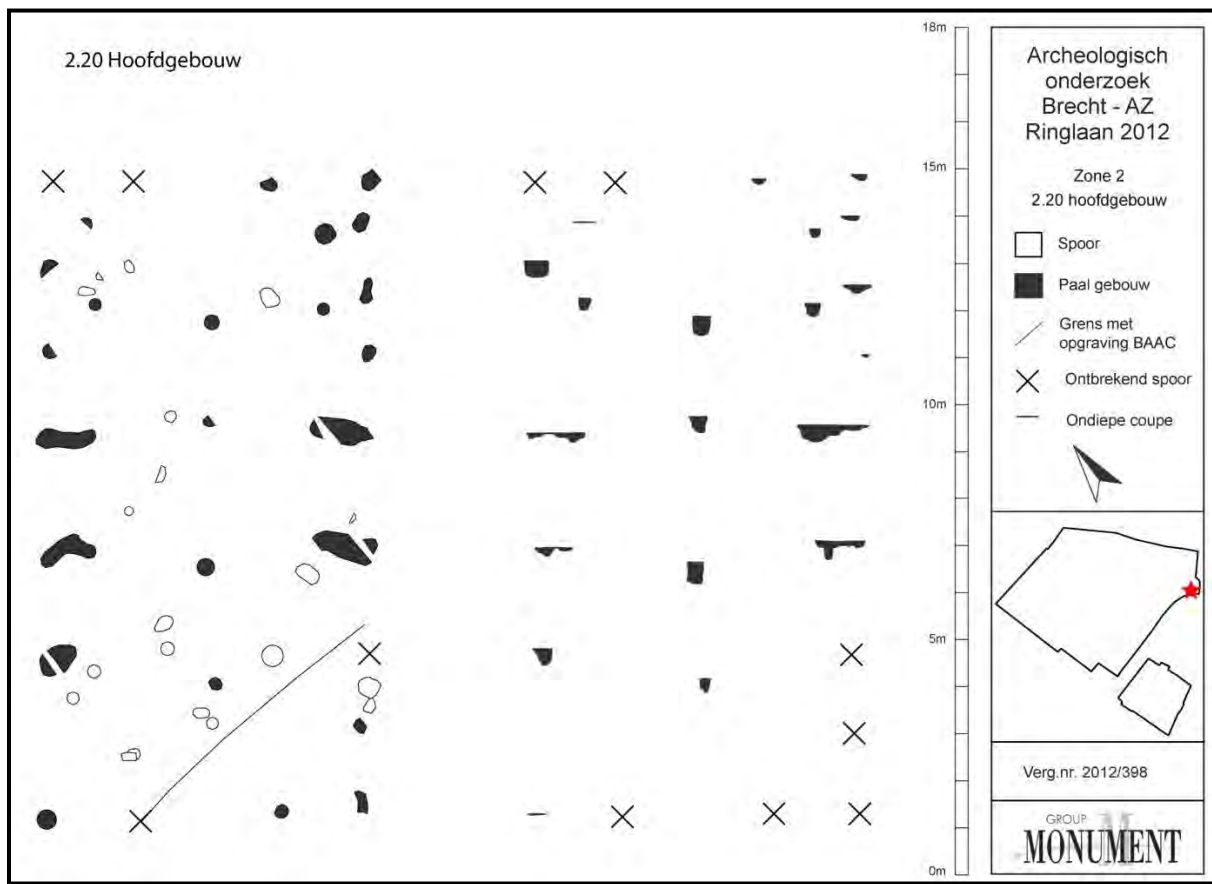 2.20 Hoofdgebouw
18m
15m
10m
5m
0m
Archeologisch
onderzoek
Brecht - AZ
Ringlaan 2012
Zone 2
2.20 hoofdgebouw
Spoor
Paal gebouw
Grens met
opgraving BAAC
Ontbrekend spoor
Ondiepe coupe
Verg.nr. 2012/398
GROUP
MONUMENT